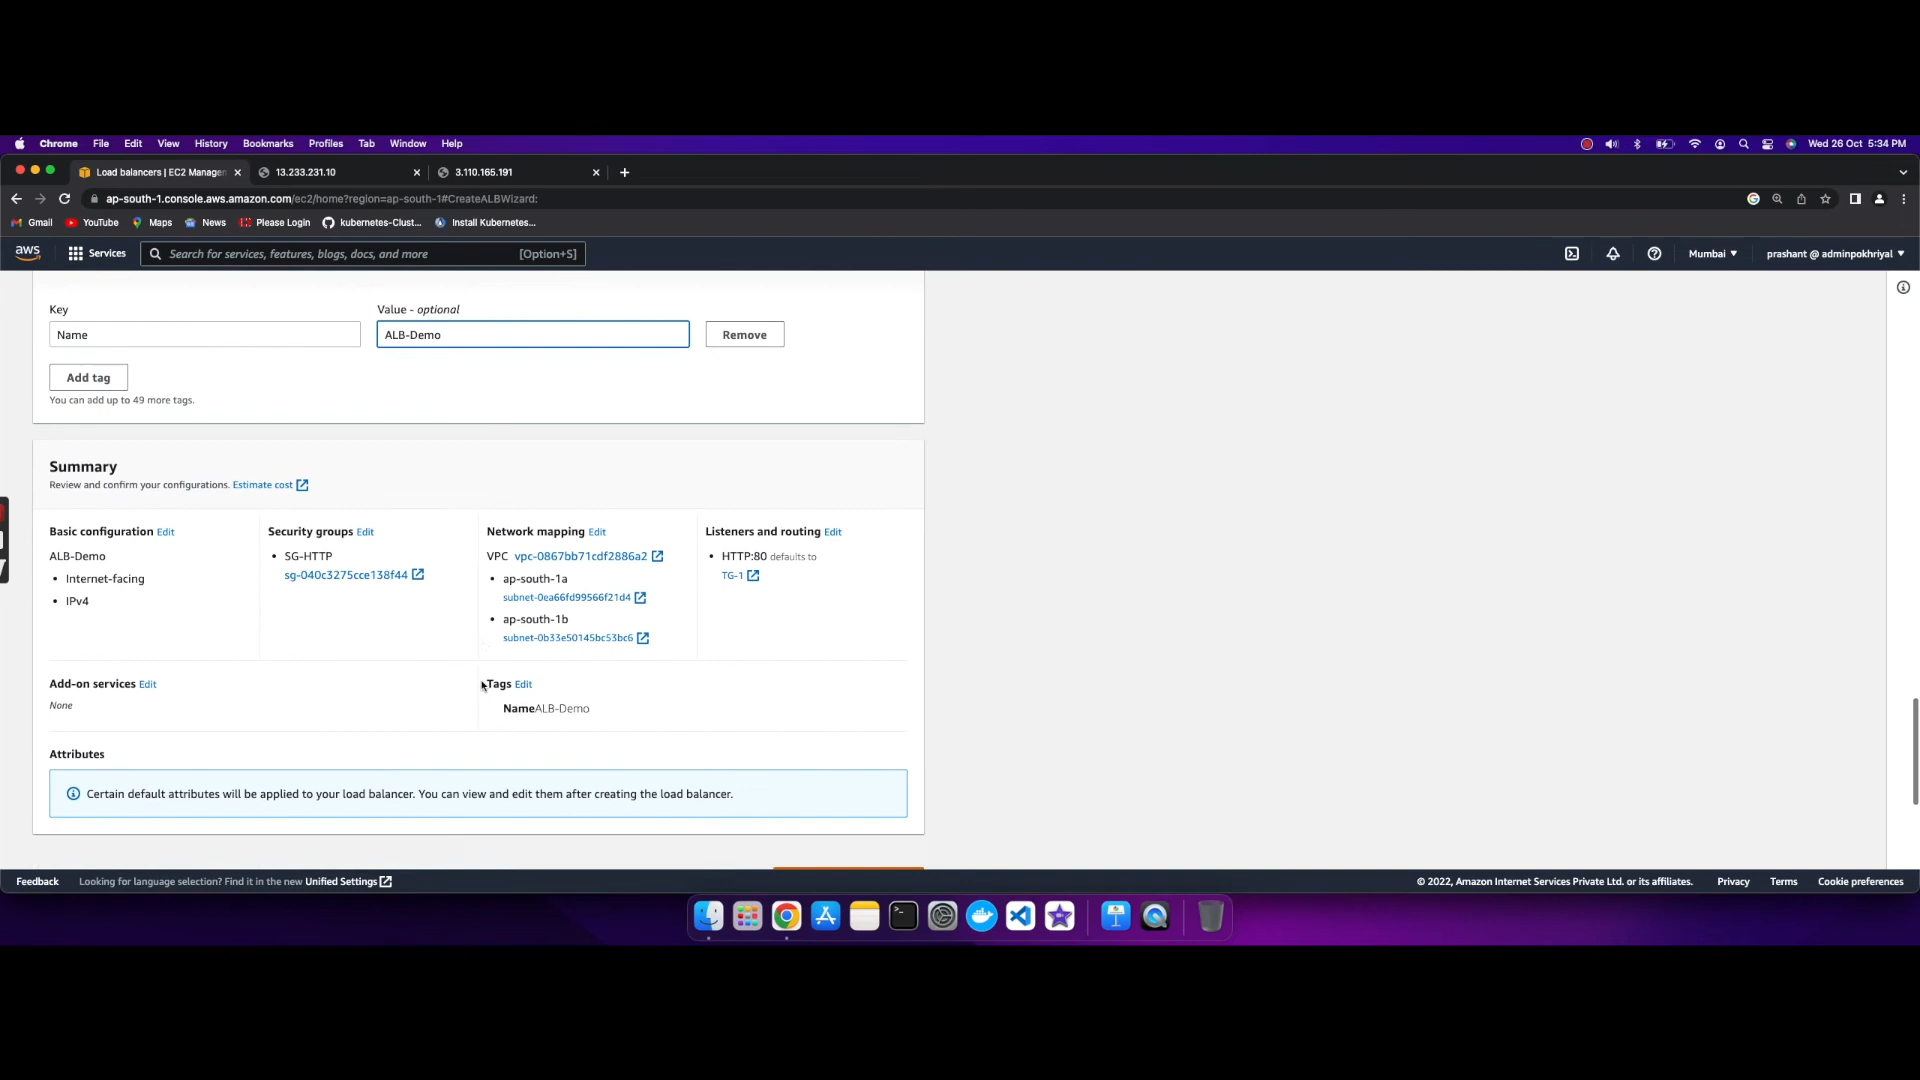 Chrome File Edit View History Bookmarks Profiles Tab Window Help Wed 26 Oct 5:34 PM
Load balancers | EC2 Managen 13.233.231.10 3.110.165.191
ap-south-1.console.aws.amazon.com/ec2/home?region=ap-south-1#CreateALBWizard:
Gmail YouTube Maps News Please Login kubernetes-Clust... Install Kubernetes...
aws Services Search for services, features, blogs, docs, and more [Option+S] Mumbai prashant @ adminpokhriyal
Key Value - optional
Name ALB-Demo Remove
Add tag
You can add up to 49 more tags.
Summary
Review and confirm your configurations. Estimate cost
Basic configuration Edit
ALB-Demo
• Internet-facing
• IPv4
Security groups Edit
• SG-HTTP
sg-040c3275cce138f44
Network mapping Edit
VPC vpc-0867bb71cdf2886a2
• ap-south-1a
subnet-0ea66fd99566f21d4
• ap-south-1b
subnet-0b33e50145bc53bc6
Listeners and routing Edit
• HTTP:80 defaults to
TG-1
Add-on services Edit
None
Tags Edit
NameALB-Demo
Attributes
Certain default attributes will be applied to your load balancer. You can view and edit them after creating the load balancer.
Feedback Looking for language selection? Find it in the new Unified Settings © 2022, Amazon Internet Services Private Ltd. or its affiliates. Privacy Terms Cookie preferences